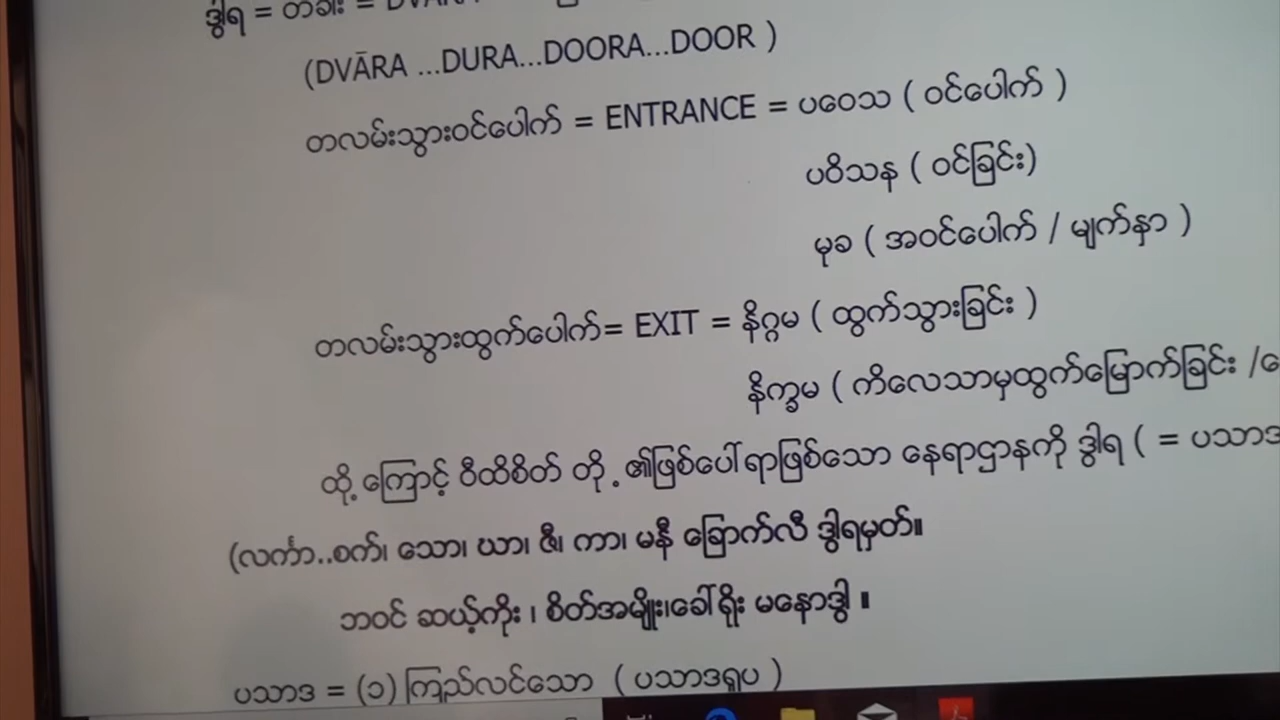 ဒွါရ = တံခါး =
(DVĀRA ...DURA...DOORA...DOOR )
တလမ်းသွားဝင်ပေါက် = ENTRANCE = ပဝေသ ( ဝင်ပေါက် )
ပဝိသန ( ဝင်ခြင်း)
မုခ ( အဝင်ပေါက် / မျက်နှာ )
တလမ်းသွားထွက်ပေါက်= EXIT = နိဂ္ဂမ ( ထွက်သွားခြင်း )
နိက္ခမ ( ကိလေသာမှထွက်မြောက်ခြင်း /
ထို့ ကြောင့် ဝီထိစိတ် တို့ ၏ဖြစ်ပေါ်ရာဖြစ်သော နေရာဌာနကို ဒွါရ ( = ပသာဒ
(လင်္ကာ..စက်၊ သော၊ ဃာ၊ ဇီ၊ ကာ၊ မနီ ခြောက်လီ ဒွါရမှတ်။
ဘဝင် ဆယ့်ကိုး ၊ စိတ်အမျိုး၊ခေါ်ရိုး မနောဒွါ ။
ပသာဒ = (၁) ကြည်လင်သော ( ပသာဒရူပ )